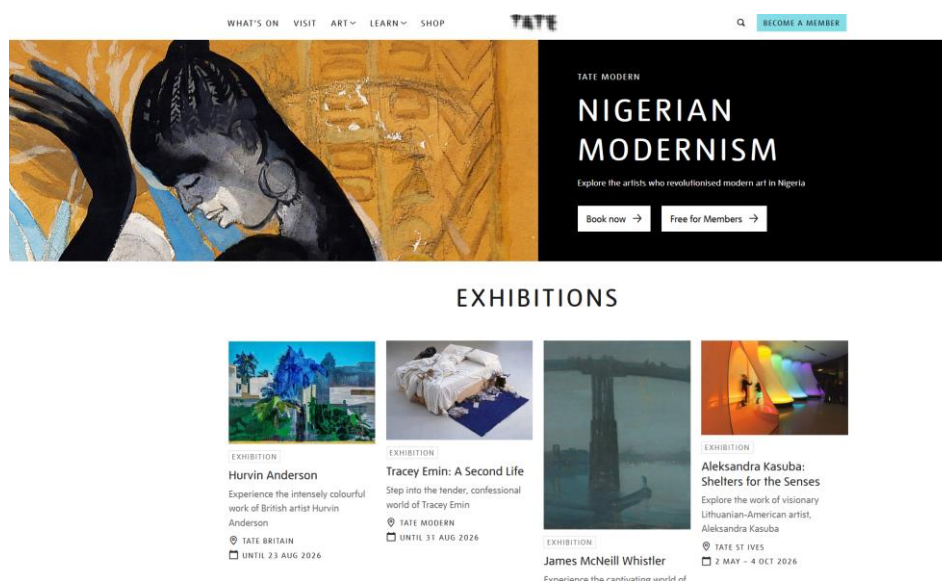 WHAT'S ON VISIT ART LEARN SHOP TATE BECOME A MEMBER
TATE MODERN
NIGERIAN
MODERNISM
Explore the artists who revolutionised modern art in Nigeria
Book now → Free for Members →
EXHIBITIONS
EXHIBITION
Hurvin Anderson
Experience the intensely colourful
work of British artist Hurvin
Anderson
TATE BRITAIN
UNTIL 23 AUG 2026
EXHIBITION
Tracey Emin: A Second Life
Step into the tender, confessional
world of Tracey Emin
TATE MODERN
UNTIL 31 AUG 2026
EXHIBITION
James McNeill Whistler
Experience the captivating world of
EXHIBITION
Aleksandra Kasuba:
Shelters for the Senses
Explore the work of visionary
Lithuanian-American artist,
Aleksandra Kasuba
TATE ST IVES
2 MAY – 4 OCT 2026